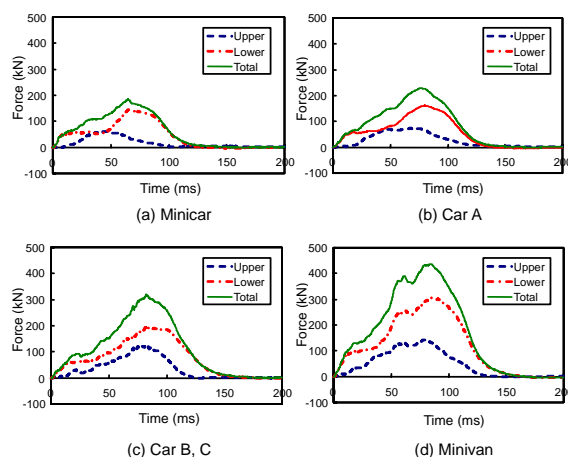 500
400
300
200
100
0
-100
Force (kN)
Upper
Lower
Total
0 50 100 150 200
Time (ms)
(a) Minicar
500
400
300
200
100
0
-100
Force (kN)
Upper
Lower
Total
0 50 100 150 200
Time (ms)
(b) Car A
500
400
300
200
100
0
-100
Force (kN)
Upper
Lower
Total
0 50 100 150 200
Time (ms)
(c) Car B, C
500
400
300
200
100
0
-100
Force (kN)
Upper
Lower
Total
0 50 100 150 200
Time (ms)
(d) Minivan